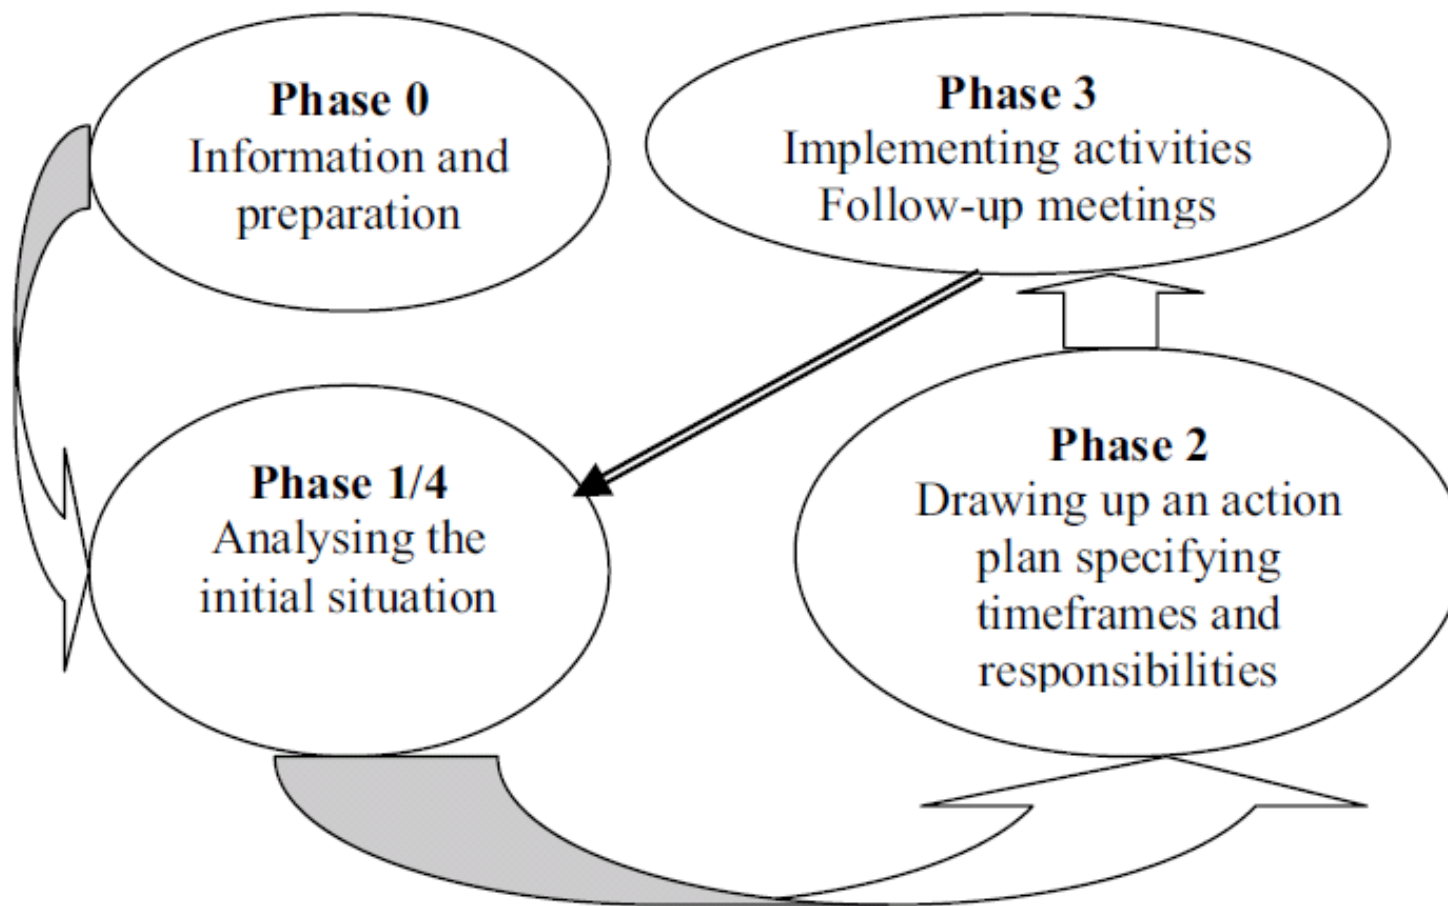 Phase 0
Information and
preparation
Phase 3
Implementing activities
Follow-up meetings
Phase 1/4
Analysing the
initial situation
Phase 2
Drawing up an action
plan specifying
timeframes and
responsibilities